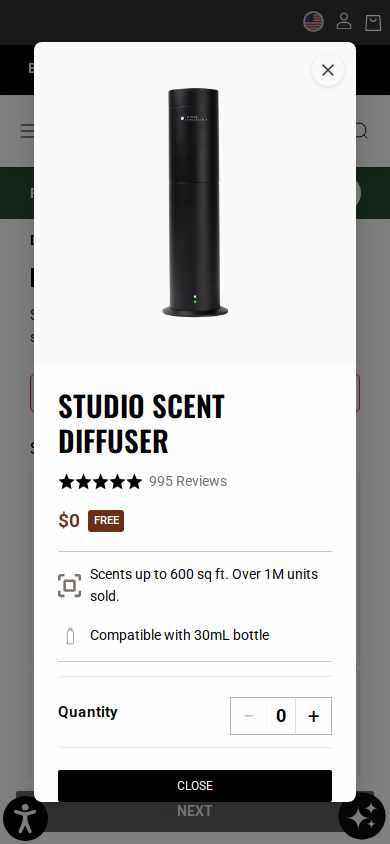 STUDIO SCENT
DIFFUSER
995 Reviews
$0 FREE
Scents up to 600 sq ft. Over 1M units
sold.
Compatible with 30mL bottle
Quantity
0
CLOSE
NEXT